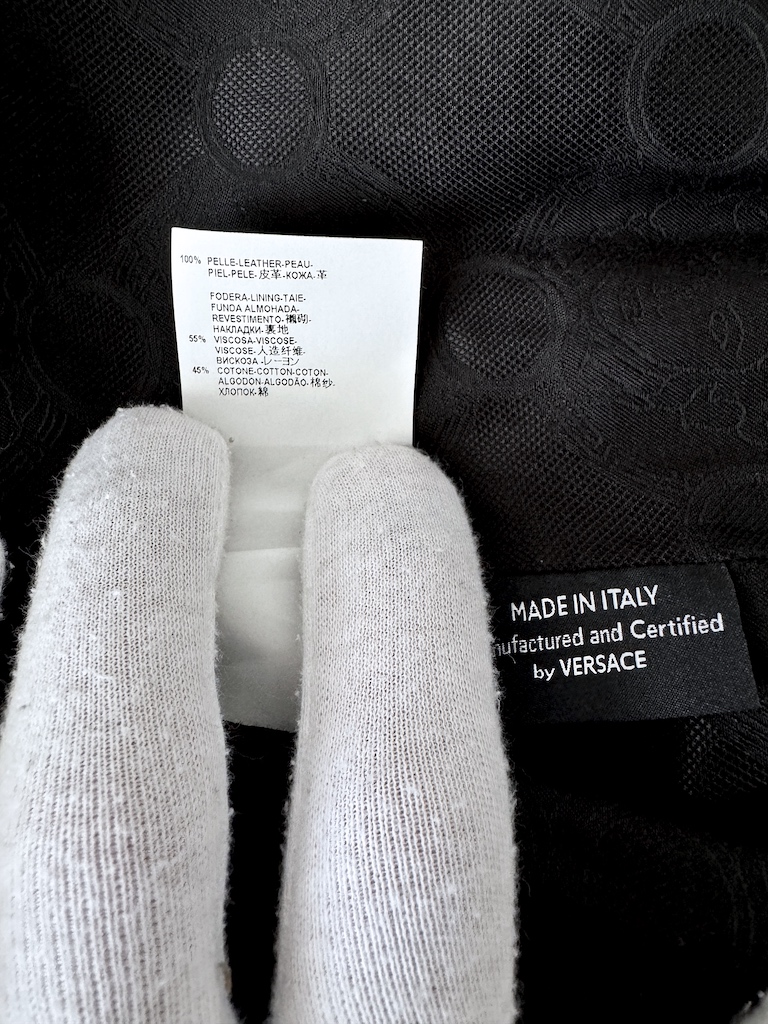 100% PELLE-LEATHER-PEAU-
PIEL-PELE-皮革-КОЖА-革
FODERA-LINING-TAIE-
FUNDA ALMOHADA-
REVESTIMENTO-襯砌-
НАКЛАДКИ-裏地
55% VISCOSA-VISCOSE-
VISCOSE-人造纤维-
ВИСКОЗА-レーヨン
45% COTONE-COTTON-COTON-
ALGODON-ALGODÃO-棉纱-
ХЛОПОК-綿
MADE IN ITALY
nufactured and Certified
by VERSACE